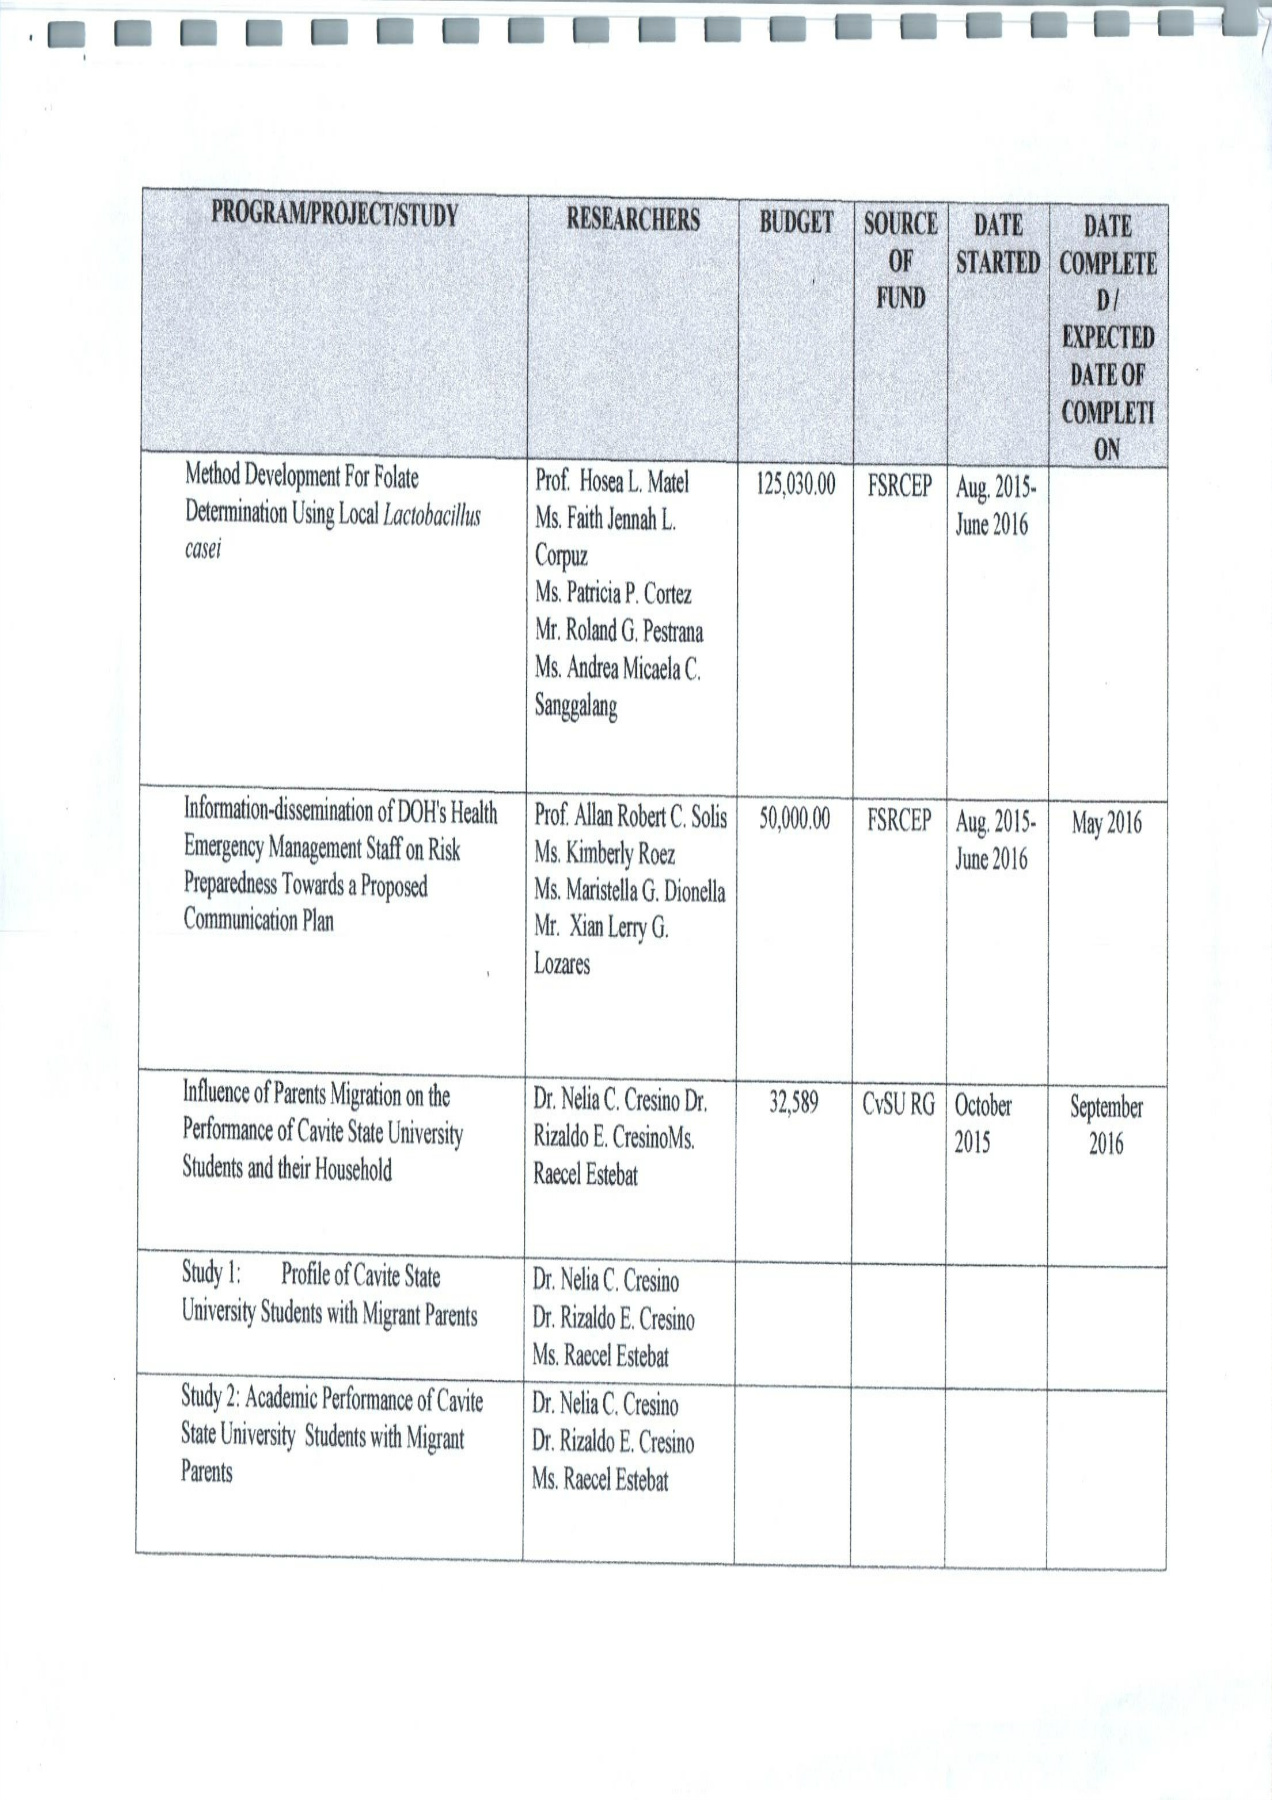 PROGRAM/PROJECT/STUDY
RESEARCHERS
BUDGET
SOURCE
OF
FUND
DATE
STARTED
DATE
COMPLETE
D/
EXPECTED
DATE OF
COMPLETI
ON
Method Development For Folate
Determination Using Local Lactobacillus
casei
Prof. Hosea L. Matel
Ms. Faith Jennah L.
Corpuz
Ms. Patricia P. Cortez
Mr. Roland G. Pestrana
Ms. Andrea Micaela C.
Sanggalang
125,030.00
FSRCEP
Aug. 2015-
June 2016
Information-dissemination of DOH's Health
Emergency Management Staff on Risk
Preparedness Towards a Proposed
Communication Plan
Prof. Allan Robert C. Solis
Ms. Kimberly Roez
Ms. Maristella G. Dionella
Mr. Xian Lerry G.
Lozares
50,000.00
FSRCEP
Aug. 2015-
June 2016
May 2016
Influence of Parents Migration on the
Performance of Cavite State University
Students and their Household
Dr. Nelia C. Cresino Dr.
Rizaldo E. CresinoMs.
Raecel Estebat
32,589
CvSU RG
October
2015
September
2016
Study 1: Profile of Cavite State
University Students with Migrant Parents
Dr. Nelia C. Cresino
Dr. Rizaldo E. Cresino
Ms. Raecel Estebat
Study 2: Academic Performance of Cavite
State University Students with Migrant
Parents
Dr. Nelia C. Cresino
Dr. Rizaldo E. Cresino
Ms. Raecel Estebat